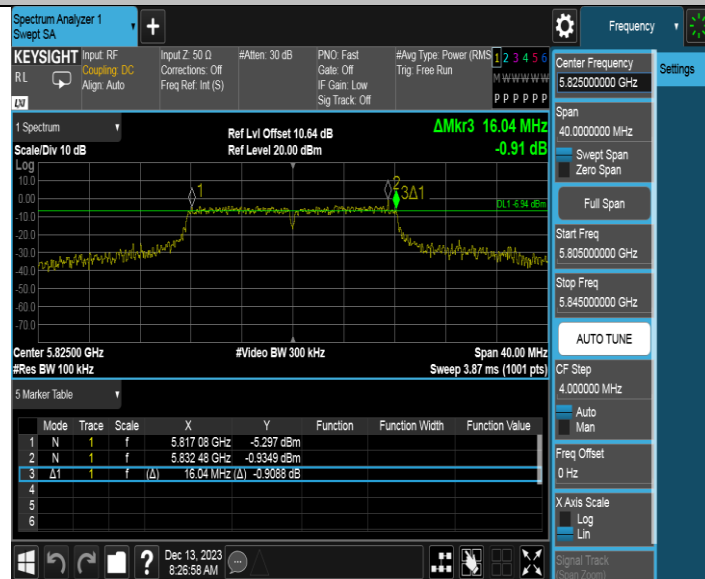 Spectrum Analyzer 1
Swept SA
+
Frequency
KEYSIGHT
RL
LXI
Input: RF
Coupling: DC
Align: Auto
Input Z: 50 Ω
Corrections: Off
Freq Ref: Int (S)
#Atten: 30 dB
PNO: Fast
Gate: Off
IF Gain: Low
Sig Track: Off
#Avg Type: Power (RMS
Trig: Free Run
1 2 3 4 5 6
M W W W W W
P P P P P P
1 Spectrum
Scale/Div 10 dB
Ref Lvl Offset 10.64 dB
Ref Level 20.00 dBm
ΔMkr3 16.04 MHz
-0.91 dB
Log
10.0
0.00
-10.0
-20.0
-30.0
-40.0
-50.0
-60.0
-70.0
1
2
3Δ1
DL1 -6.94 dBm
Center 5.82500 GHz
#Video BW 300 kHz
Span 40.00 MHz
#Res BW 100 kHz
Sweep 3.87 ms (1001 pts)
5 Marker Table
Mode Trace Scale X Y Function Function Width Function Value
1 N 1 f 5.817 08 GHz -5.297 dBm
2 N 1 f 5.832 48 GHz -0.9349 dBm
3 Δ1 1 f (Δ) 16.04 MHz (Δ) -0.9088 dB
4
5
6
Dec 13, 2023
8:26:58 AM
?
Settings
Center Frequency
5.825000000 GHz
Span
40.0000000 MHz
Swept Span
Zero Span
Full Span
Start Freq
5.805000000 GHz
Stop Freq
5.845000000 GHz
AUTO TUNE
CF Step
4.000000 MHz
Auto
Man
Freq Offset
0 Hz
X Axis Scale
Log
Lin
Signal Track
(Span Zoom)